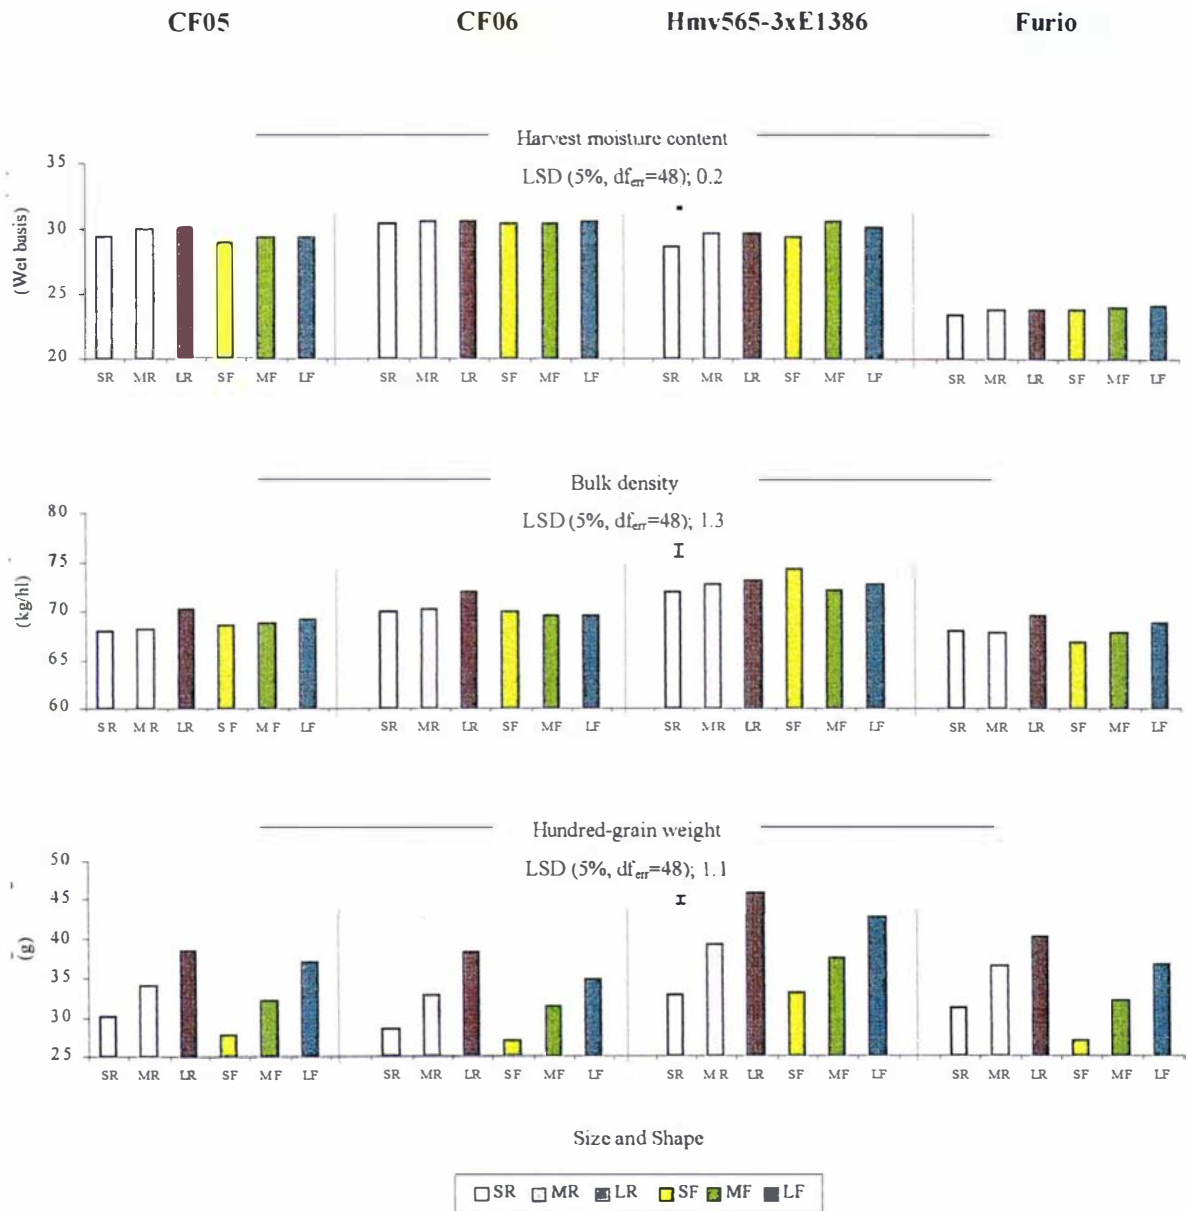 CF05 CF06 Hmv565-3xE1386 Furio
Harvest moisture content
LSD (5%, df_err=48); 0.2
35
30
25
20
(Wet basis)
SR MR LR SF MF LF SR MR LR SF MF LF SR MR LR SF MF LF SR MR LR SF MF LF
Bulk density
LSD (5%, df_err=48); 1.3
80
75
70
65
60
(kg/hl)
SR MR LR SF MF LF SR MR LR SF MF LF SR MR LR SF MF LF SR MR LR SF MF LF
Hundred-grain weight
LSD (5%, df_err=48); 1.1
50
45
40
35
30
25
(g)
SR MR LR SF MF LF SR MR LR SF MF LF SR MR LR SF MF LF SR MR LR SF MF LF
Size and Shape
SR MR LR SF MF LF